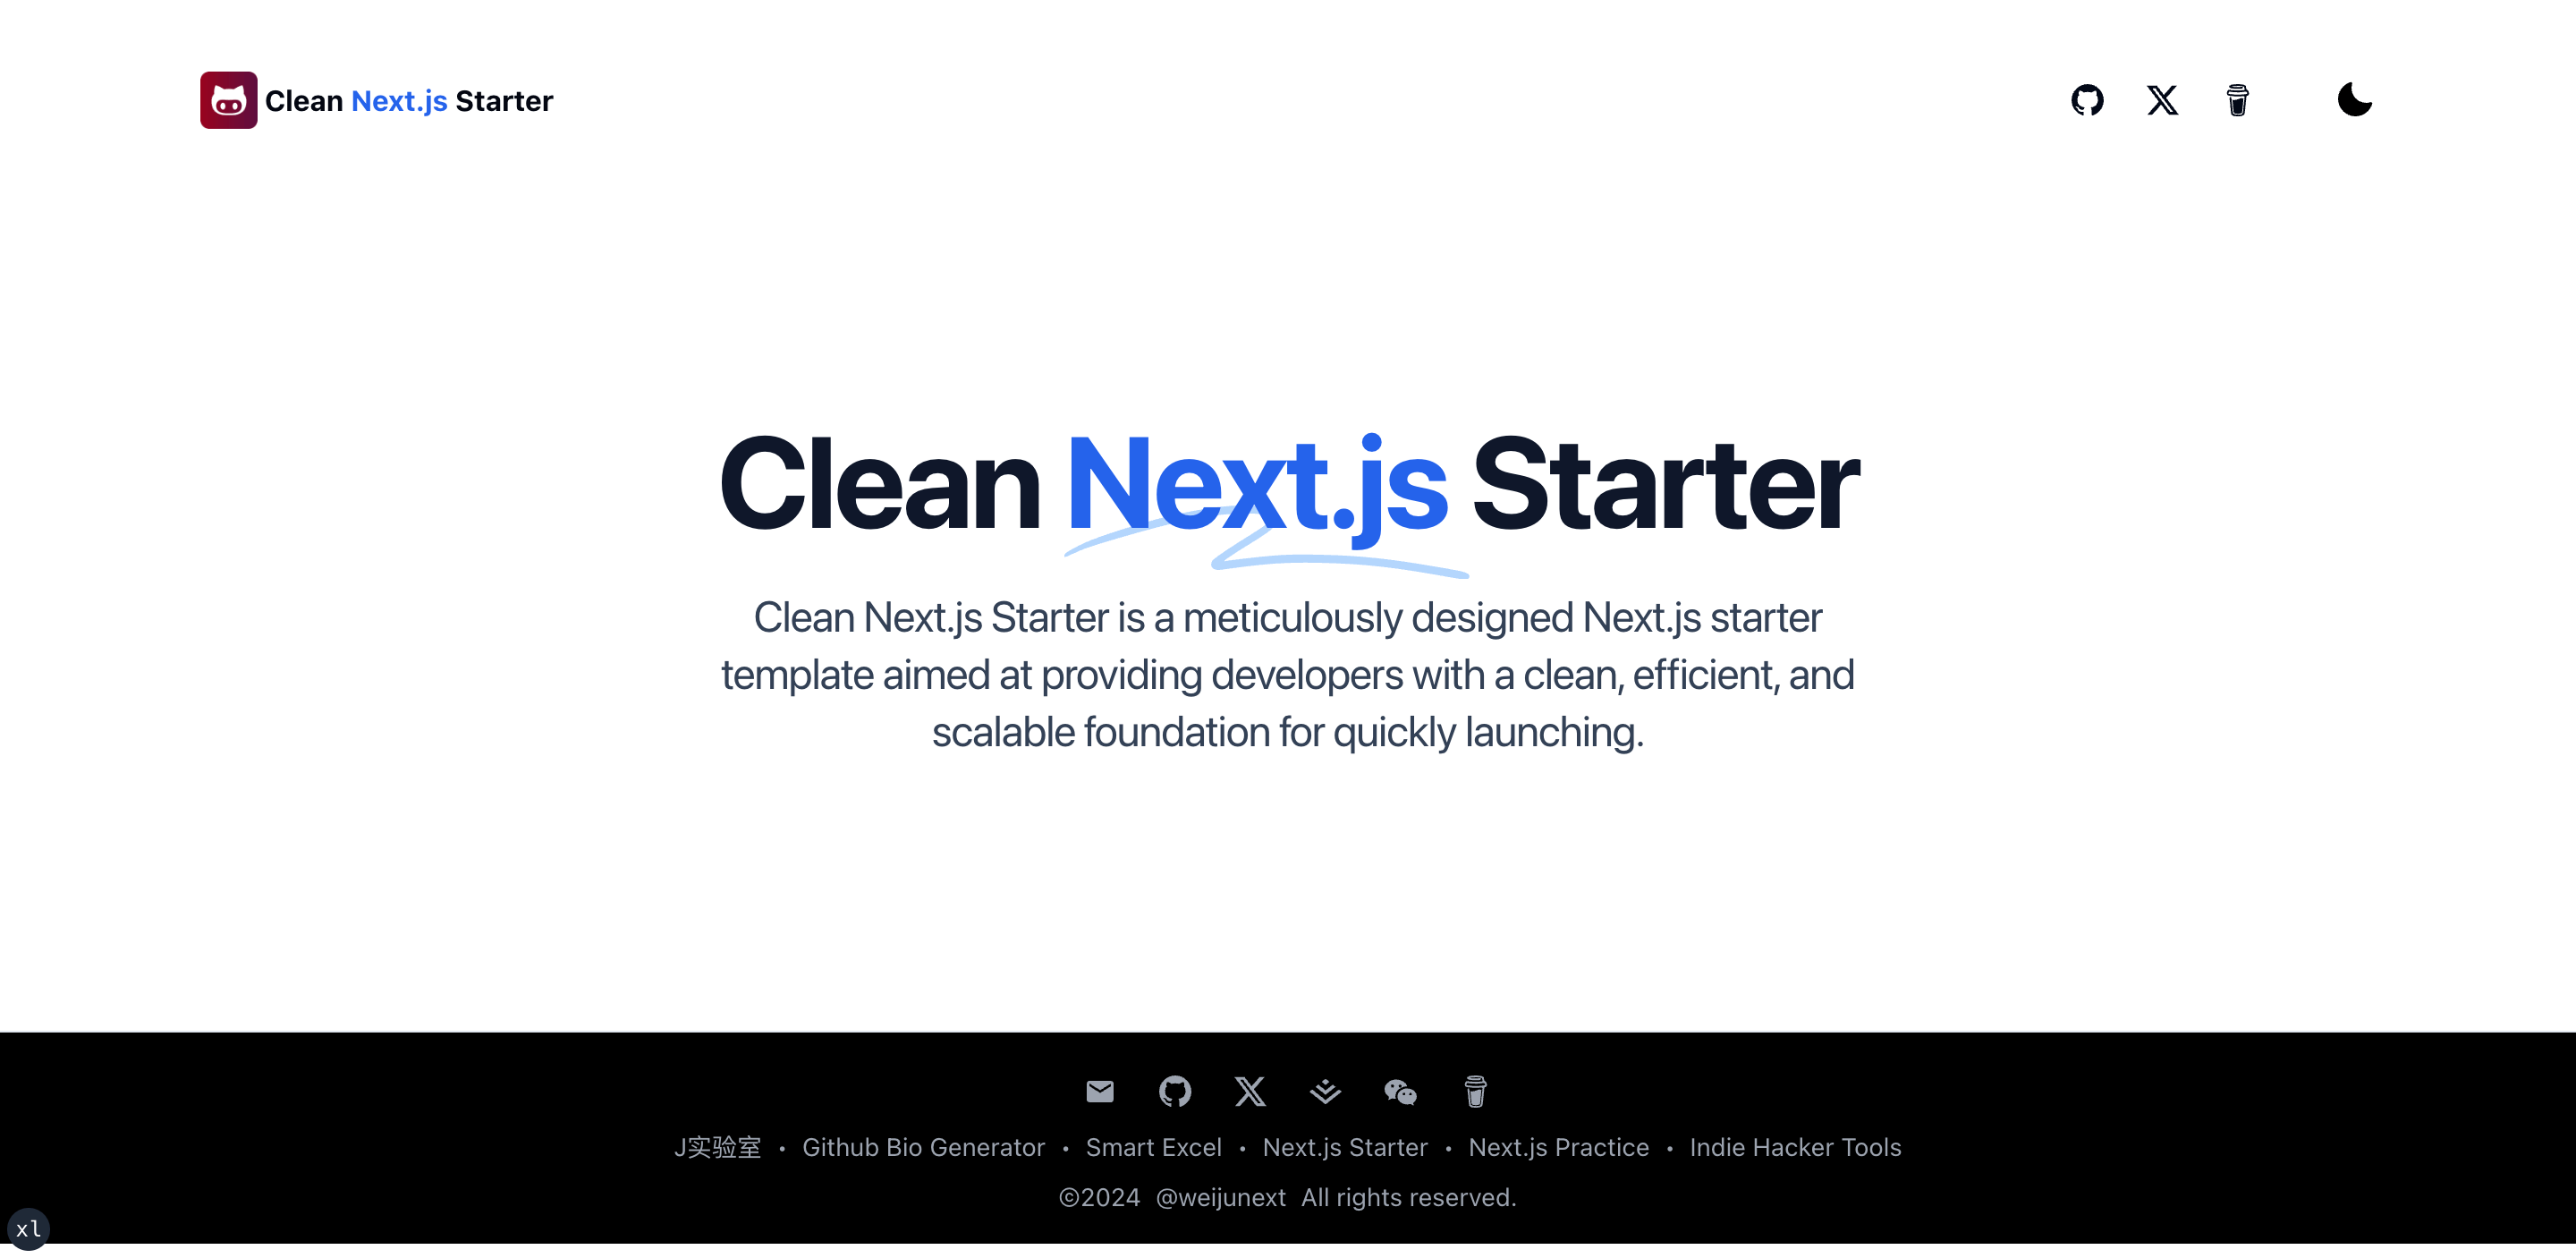 Clean Next.js Starter
Clean Next.js Starter
Clean Next.js Starter is a meticulously designed Next.js starter
template aimed at providing developers with a clean, efficient, and
scalable foundation for quickly launching.
J实验室 • Github Bio Generator • Smart Excel • Next.js Starter • Next.js Practice • Indie Hacker Tools
©2024 @weijunext All rights reserved.
xl